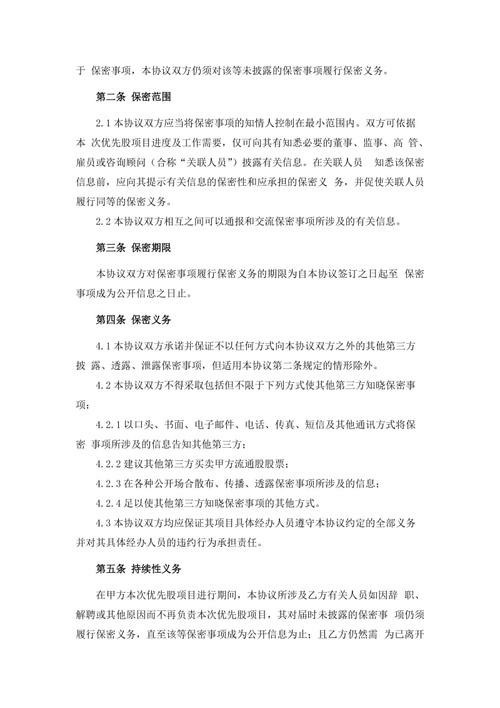 于 保密事项，本协议双方仍须对该等未披露的保密事项履行保密义务。
第二条 保密范围
2.1 本协议双方应当将保密事项的知情人控制在最小范围内。双方可依据
本 次优先股项目进度及工作需要，仅可向其有知悉必要的董事、监事、高 管、
雇员或咨询顾问（合称“关联人员”）披露有关信息。在关联人员 知悉该保密
信息前，应向其提示有关信息的保密性和应承担的保密义 务，并促使关联人员
履行同等的保密义务。
2.2 本协议双方相互之间可以通报和交流保密事项所涉及的有关信息。
第三条 保密期限
本协议双方对保密事项履行保密义务的期限为自本协议签订之日起至 保密
事项成为公开信息之日止。
第四条 保密义务
4.1 本协议双方承诺并保证不以任何方式向本协议双方之外的其他第三方
披 露、透露、泄露保密事项，但适用本协议第二条规定的情形除外。
4.2 本协议双方不得采取包括但不限于下列方式使其他第三方知晓保密事
项；
4.2.1 以口头、书面、电子邮件、电话、传真、短信及其他通讯方式将保
密 事项所涉及的信息告知其他第三方；
4.2.2 建议其他第三方买卖甲方流通股股票；
4.2.3 在各种公开场合散布、传播、透露保密事项所涉及的信息；
4.2.4 足以使其他第三方知晓保密事项的其他方式。
4.3 本协议双方均应保证其项目具体经办人员遵守本协议约定的全部义务
并对其具体经办人员的违约行为承担责任。
第五条 持续性义务
在甲方本次优先股项目进行期间，本协议所涉及乙方有关人员如因辞 职、
解聘或其他原因而不再负责本次优先股项目，其对届时未披露的保密事 项仍须
履行保密义务，直至该等保密事项成为公开信息为止；且乙方仍然需 为已离开